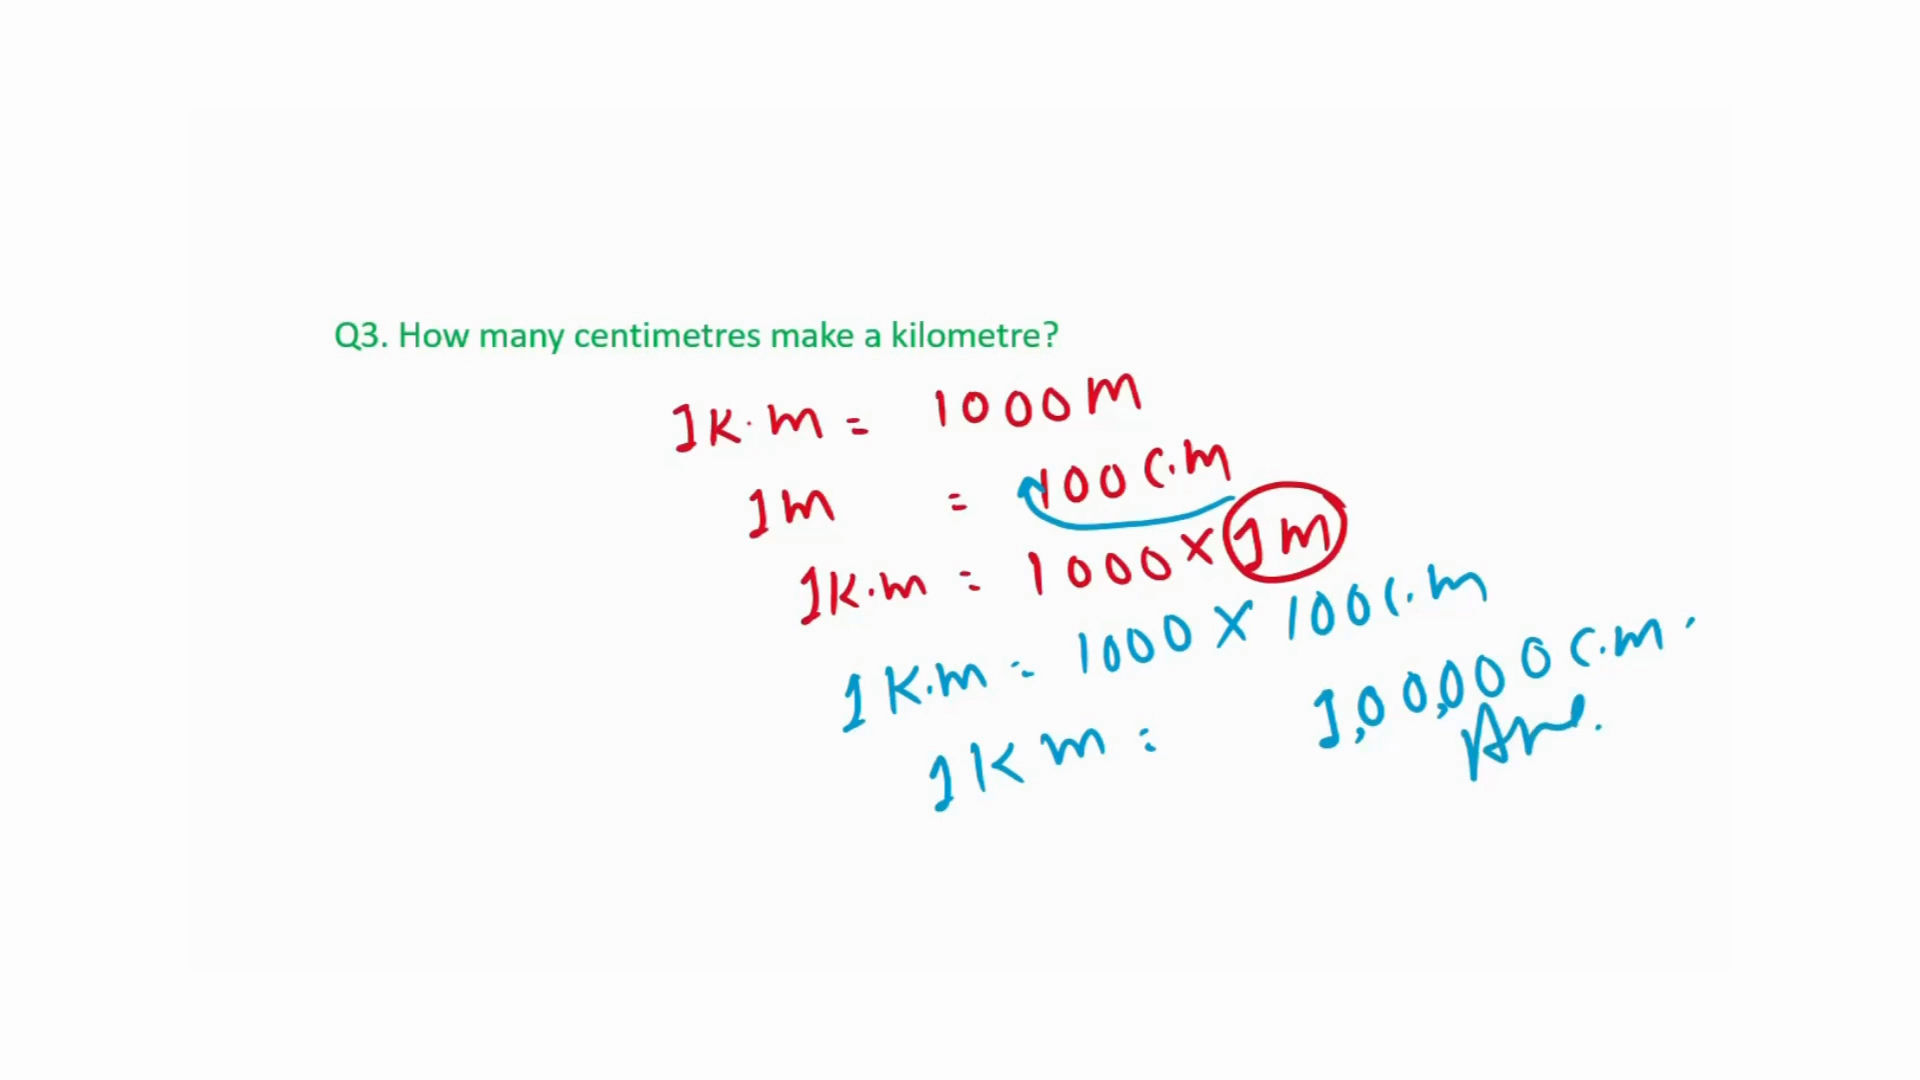 Q3. How many centimetres make a kilometre?
1K.m = 1000m
1m = 100c.m
1K.m = 1000 × 1m
1K.m = 1000 × 100c.m
1Km = 1,00,000c.m.
Ans.